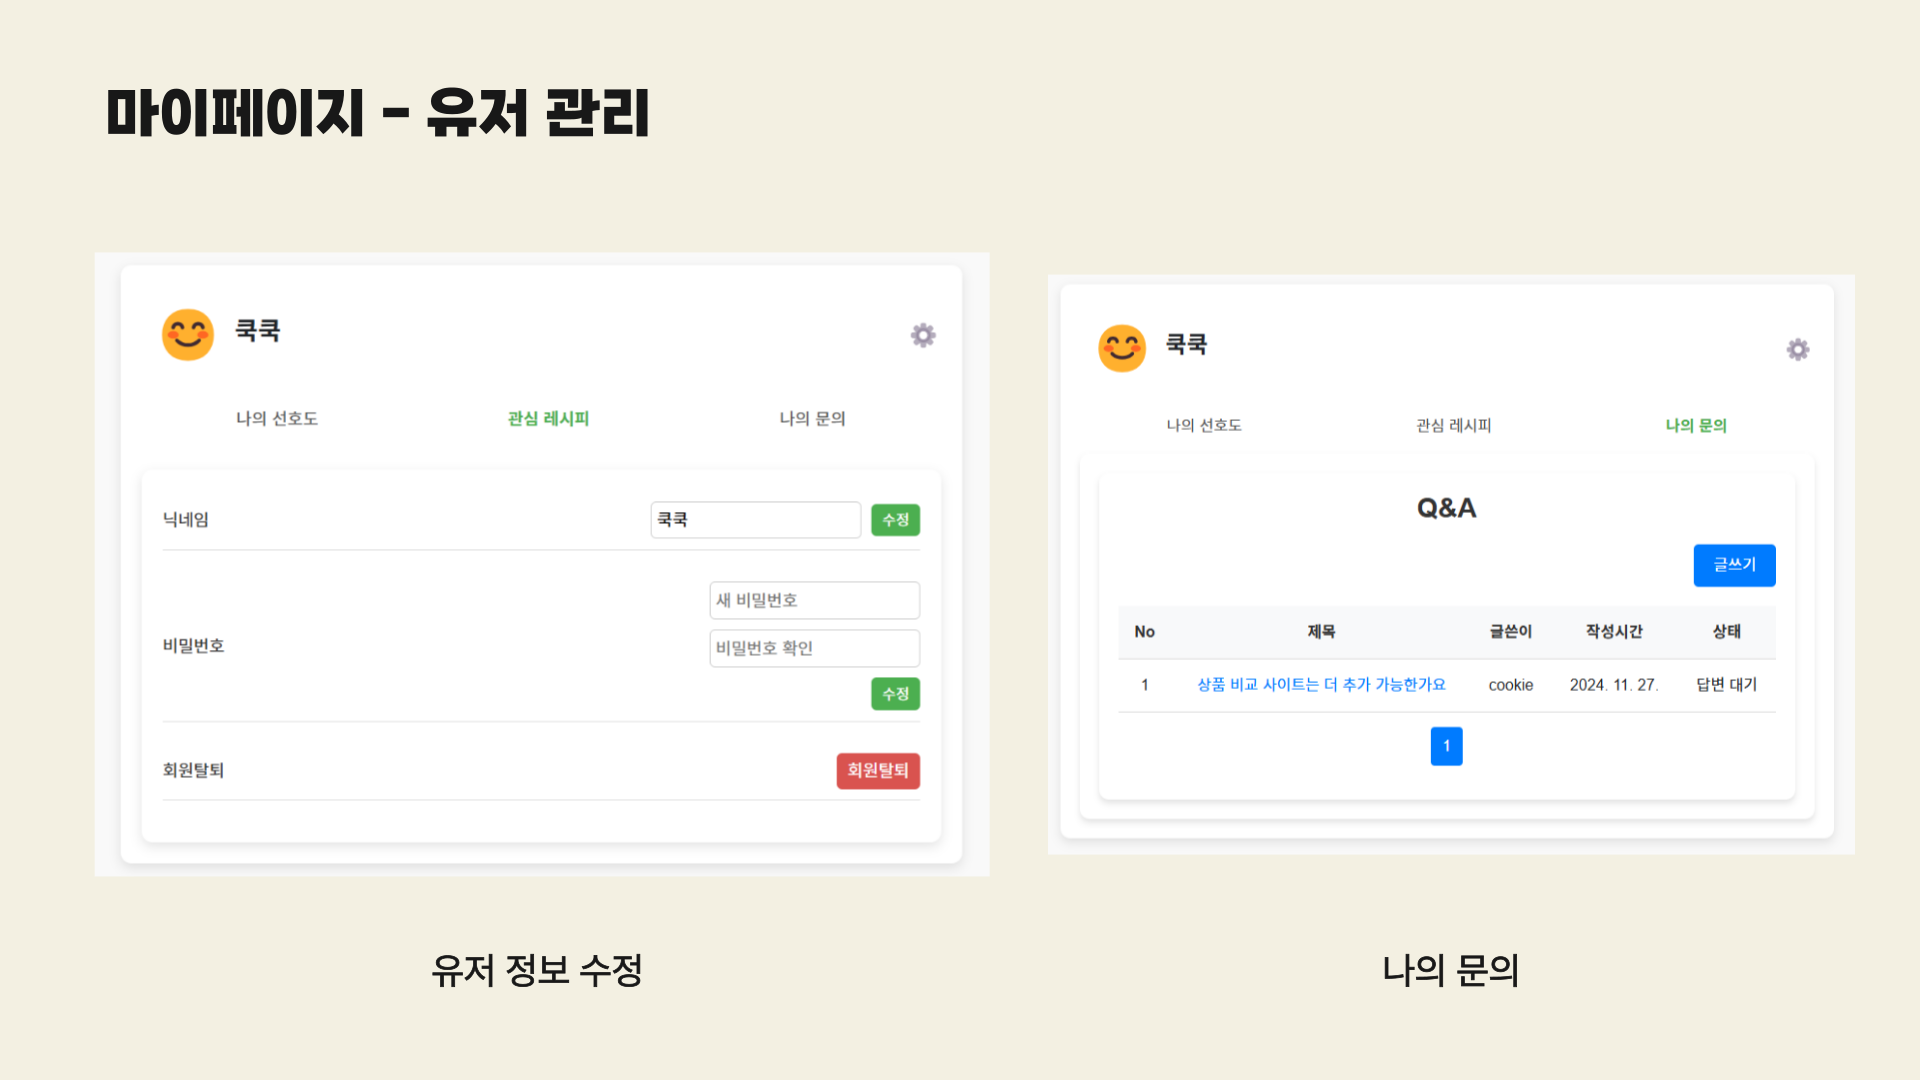 마이페이지 - 유저 관리
쿡쿡
나의 선호도 관심 레시피 나의 문의
닉네임 쿡쿡 수정
새 비밀번호
비밀번호
비밀번호 확인
수정
회원탈퇴 회원탈퇴
유저 정보 수정
쿡쿡
나의 선호도 관심 레시피 나의 문의
Q&A
글쓰기
No 제목 글쓴이 작성시간 상태
1 상품 비교 사이트는 더 추가 가능한가요 cookie 2024. 11. 27. 답변 대기
1
나의 문의